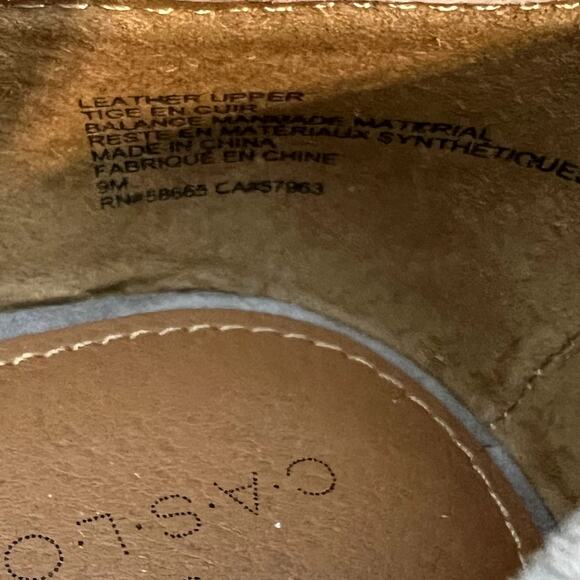 LEATHER UPPER
TIGE EN CUIR
BALANCE MANMADE MATERIAL
RESTE EN MATÉRIAUX SYNTHÉTIQUES
MADE IN CHINA
FABRIQUÉ EN CHINE
9M
RN#58665 CA#57963
C·A·S·L·O